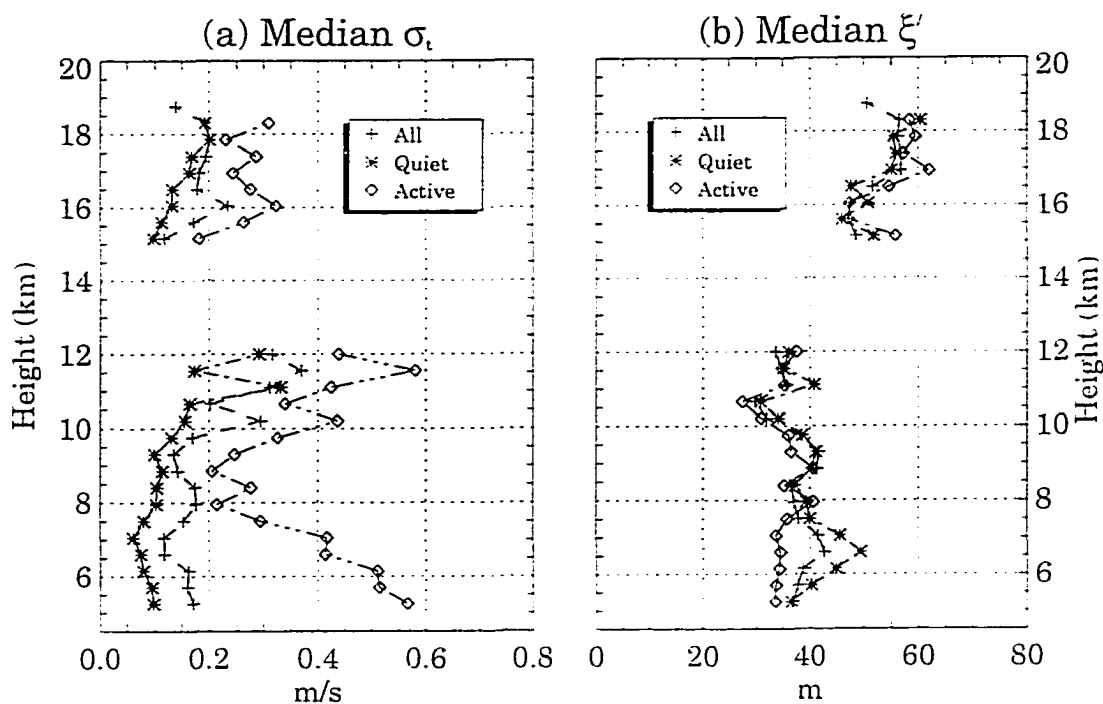 (a) Median σₜ
(b) Median ξ′
20
18
16
14
12
10
8
6
Height (km)
All
Quiet
Active
0.0 0.2 0.4 0.6 0.8
m/s
All
Quiet
Active
20
18
16
14
12
10
8
6
Height (km)
0 20 40 60 80
m